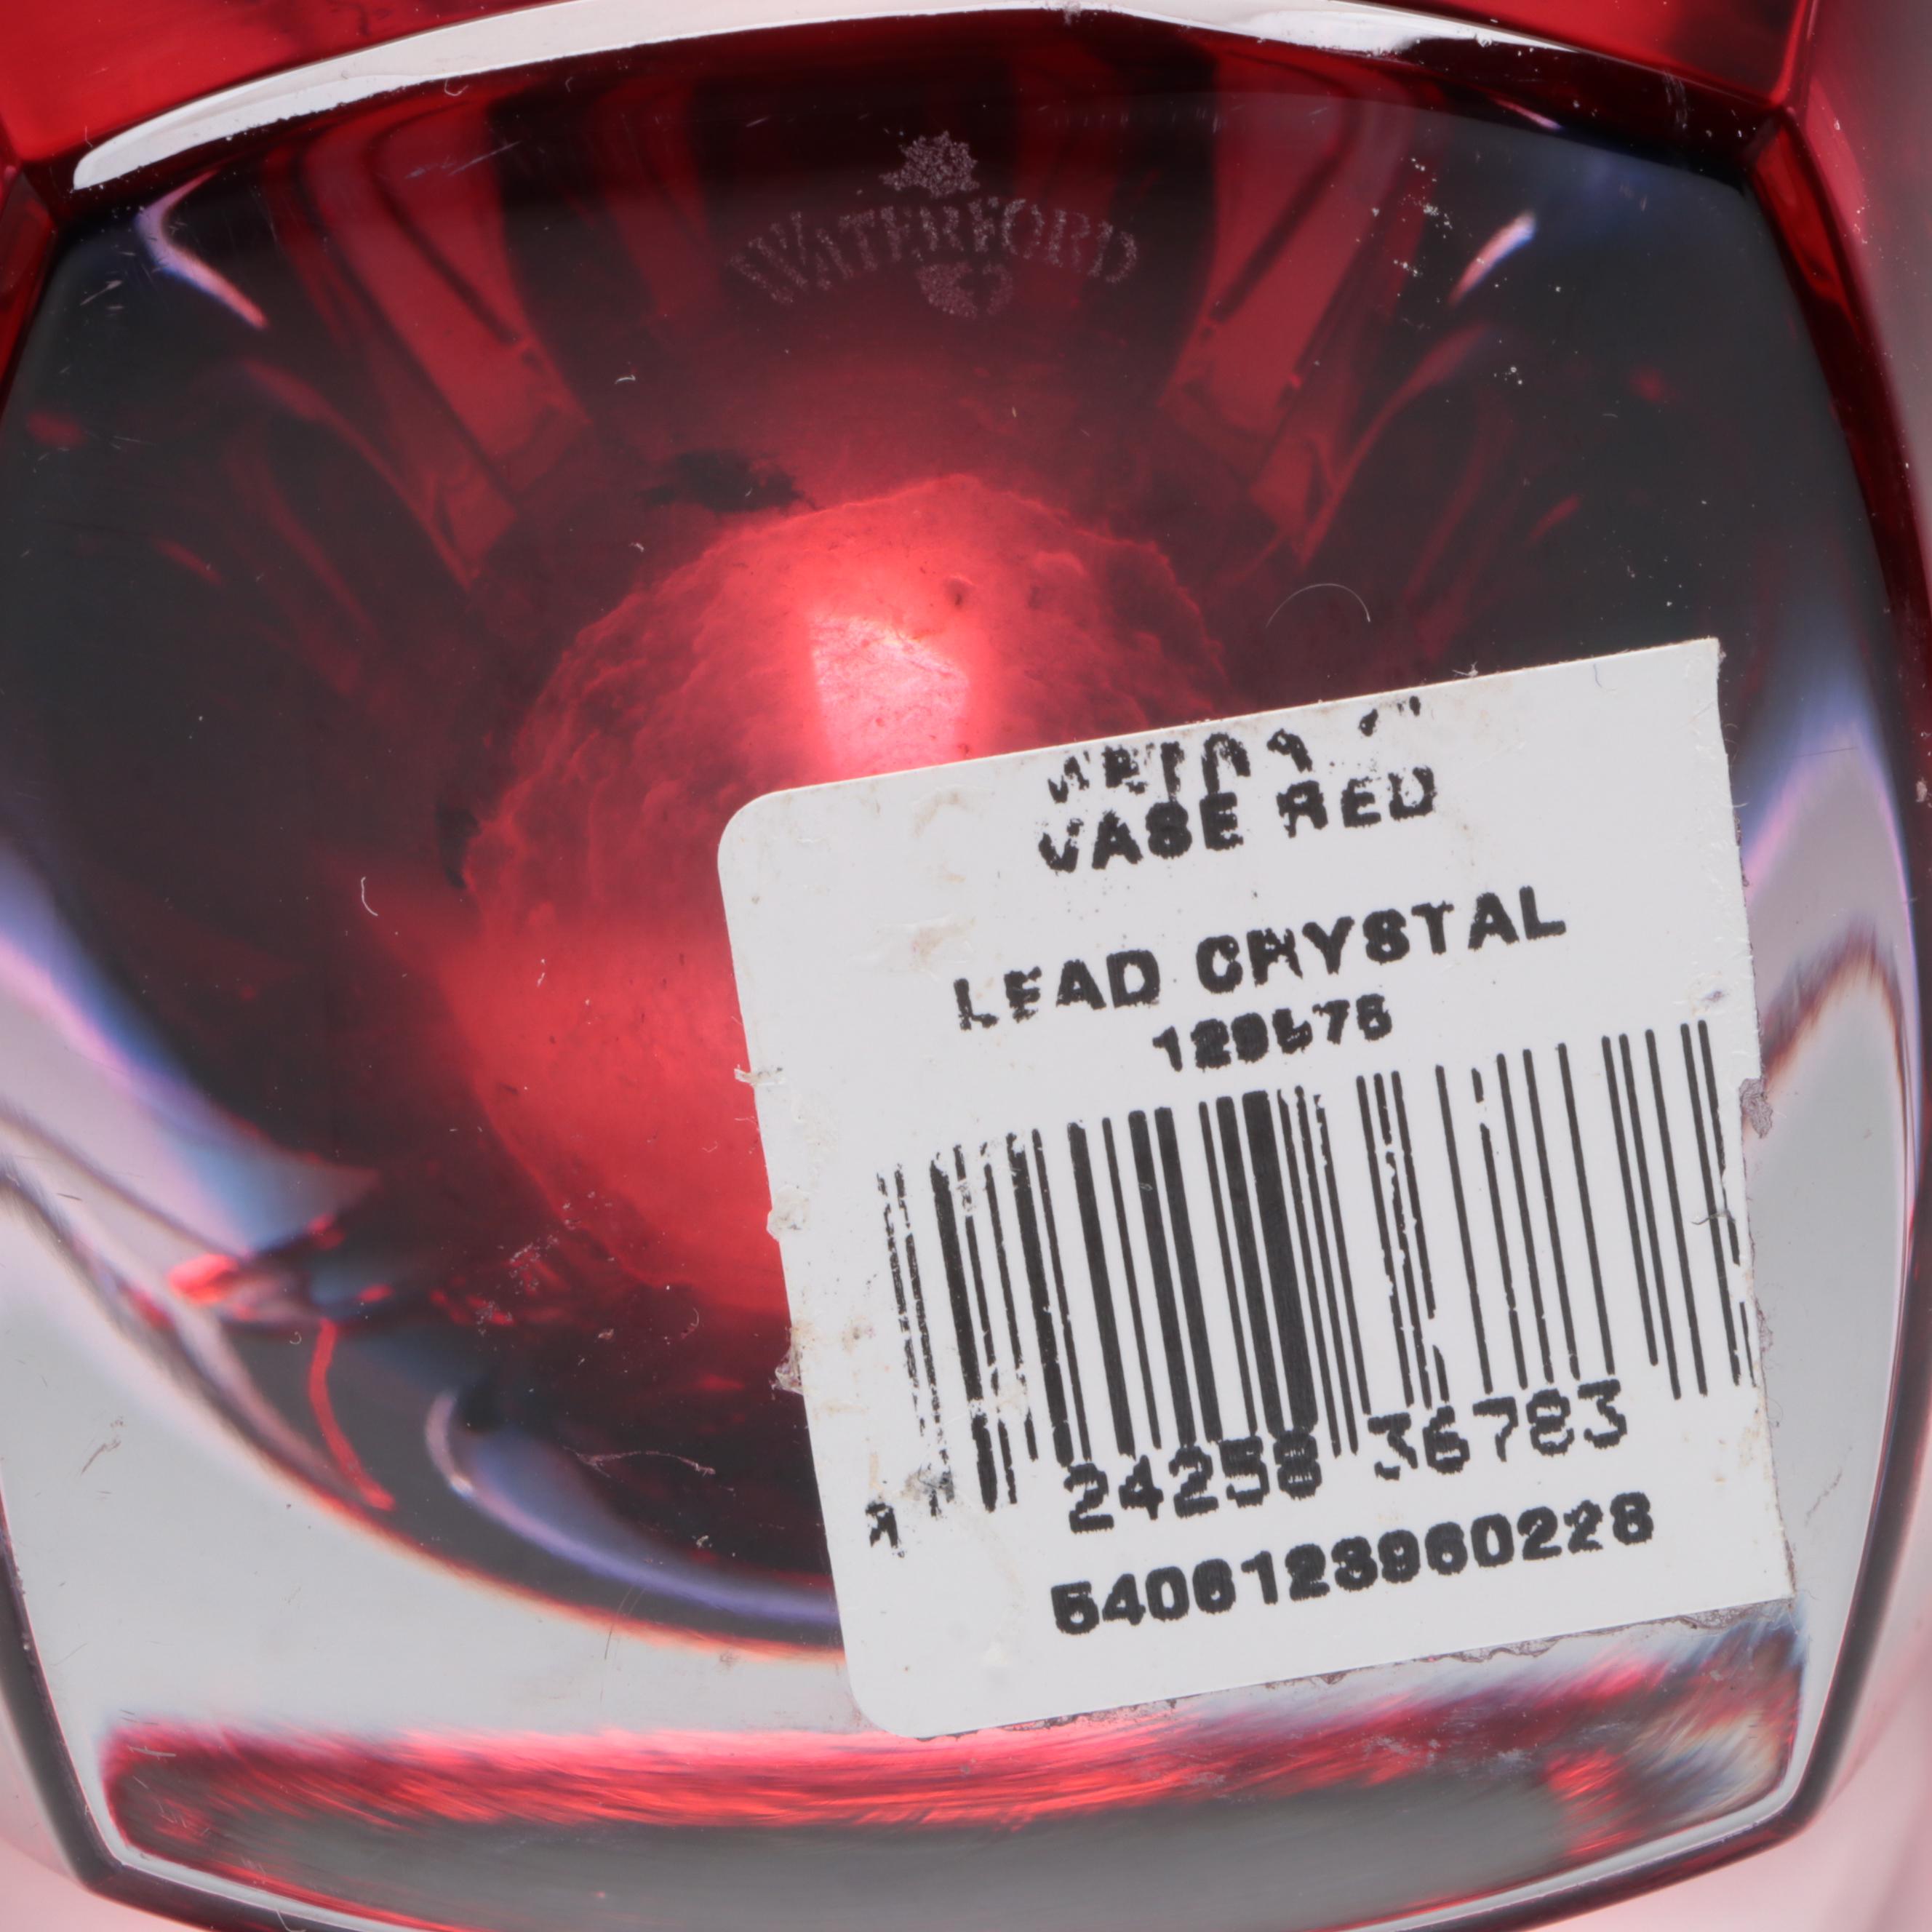 WATERFORD
VASE RED
LEAD CRYSTAL
24258 36783
5406123960228